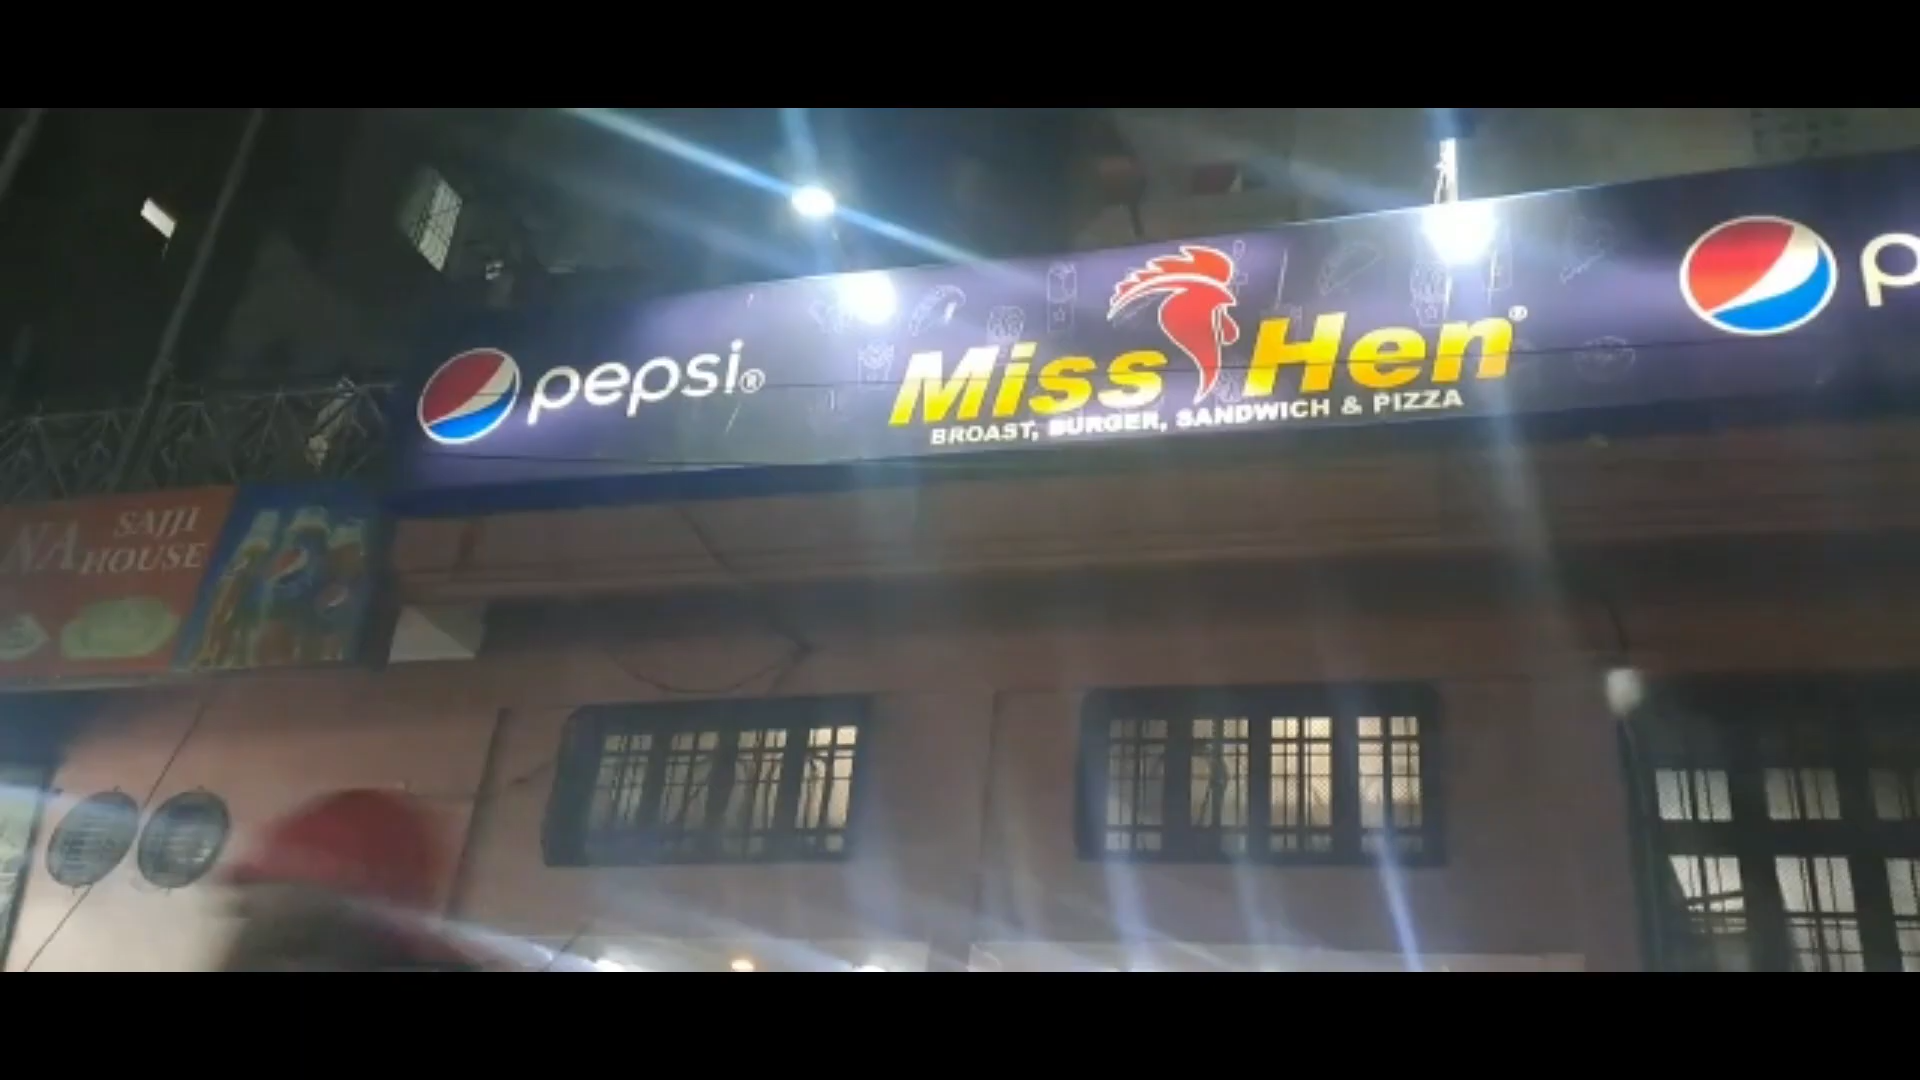 pepsi®
Miss Hen®
BROAST, BURGER, SANDWICH & PIZZA
p
NA SAJJI
HOUSE